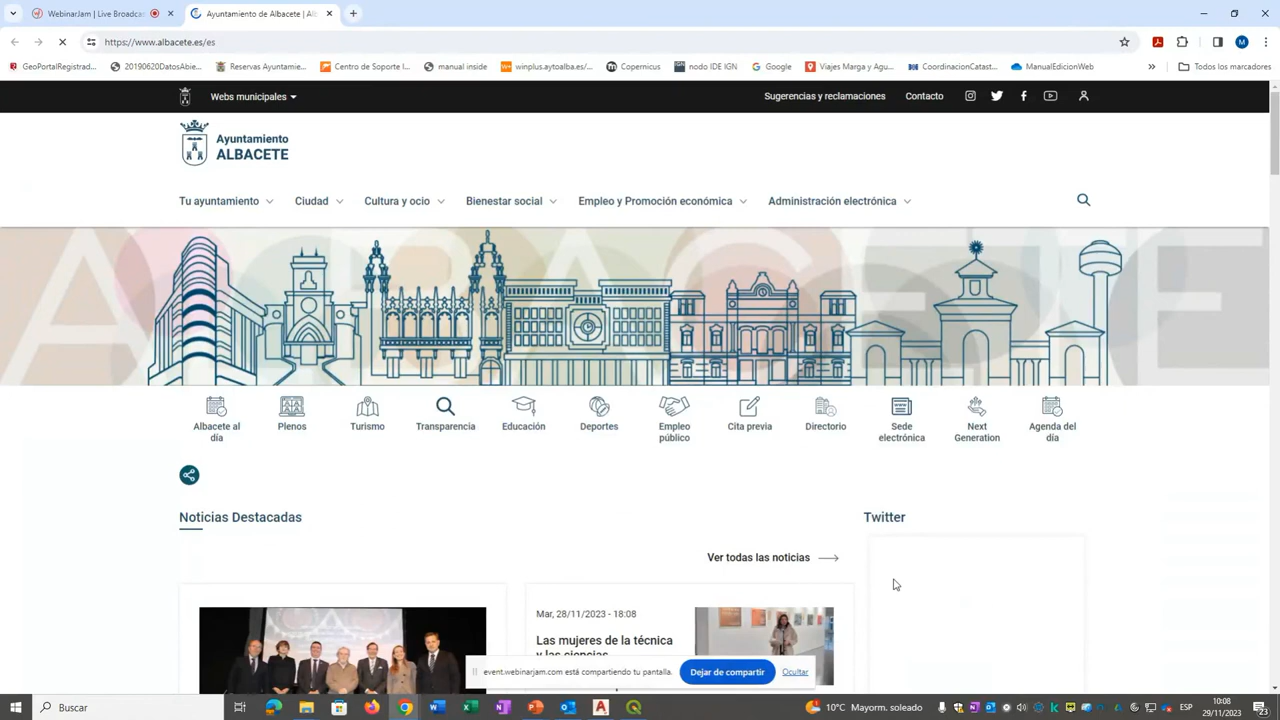 WebinarJam | Live Broadcas
Ayuntamiento de Albacete | Alb
https://www.albacete.es/es
GeoPortalRegistrad...
20190620DatosAbie...
Reservas Ayuntamie...
Centro de Soporte I...
manual inside
winplus.aytoalba.es/...
Copernicus
nodo IDE IGN
Google
Viajes Marga y Agu...
CoordinacionCatast...
ManualEdicionWeb
»
Todos los marcadores
Webs municipales
Sugerencias y reclamaciones
Contacto
Ayuntamiento
ALBACETE
Tu ayuntamiento
Ciudad
Cultura y ocio
Bienestar social
Empleo y Promoción económica
Administración electrónica
ALBACETE
Albacete al
día
Plenos
Turismo
Transparencia
Educación
Deportes
Empleo
público
Cita previa
Directorio
Sede
electrónica
Next
Generation
Agenda del
día
Noticias Destacadas
Twitter
Ver todas las noticias
Mar, 28/11/2023 - 18:08
Las mujeres de la técnica
y las ciencias
event.webinarjam.com está compartiendo tu pantalla.
Dejar de compartir
Ocultar
Buscar
10°C Mayorm. soleado
ESP
10:08
29/11/2023